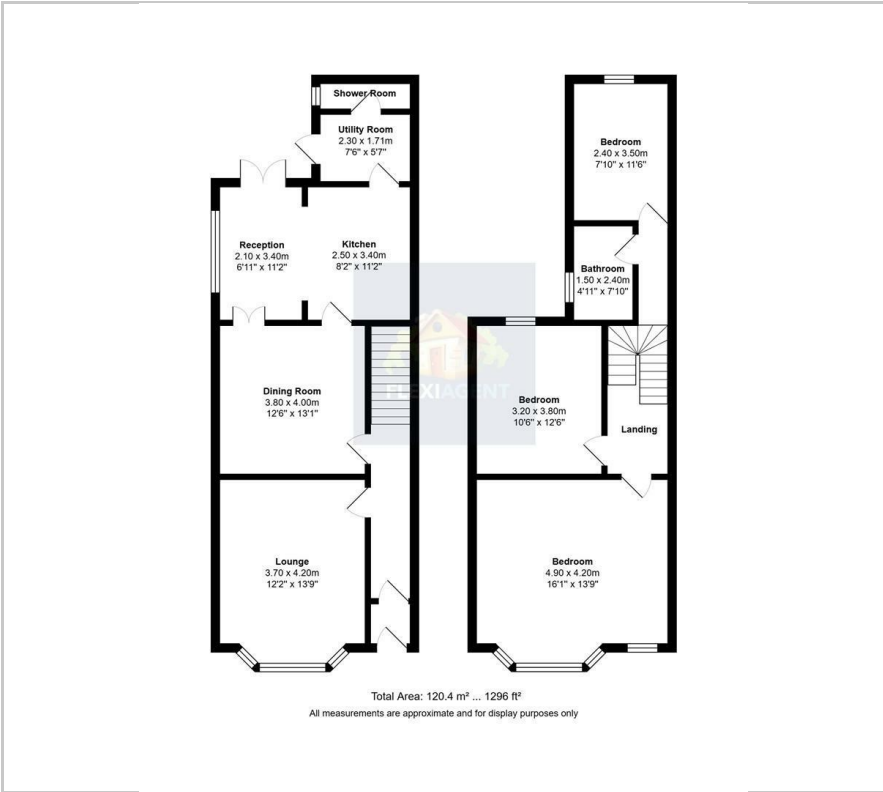 Shower Room
Utility Room
2.30 x 1.71m
7'6" x 5'7"
Reception
2.10 x 3.40m
6'11" x 11'2"
Kitchen
2.50 x 3.40m
8'2" x 11'2"
Dining Room
3.80 x 4.00m
12'6" x 13'1"
Lounge
3.70 x 4.20m
12'2" x 13'9"
Bedroom
2.40 x 3.50m
7'10" x 11'6"
Bathroom
1.50 x 2.40m
4'11" x 7'10"
Bedroom
3.20 x 3.80m
10'6" x 12'6"
Landing
Bedroom
4.90 x 4.20m
16'1" x 13'9"
FLEXIAGENT
Total Area: 120.4 m² ... 1296 ft²
All measurements are approximate and for display purposes only